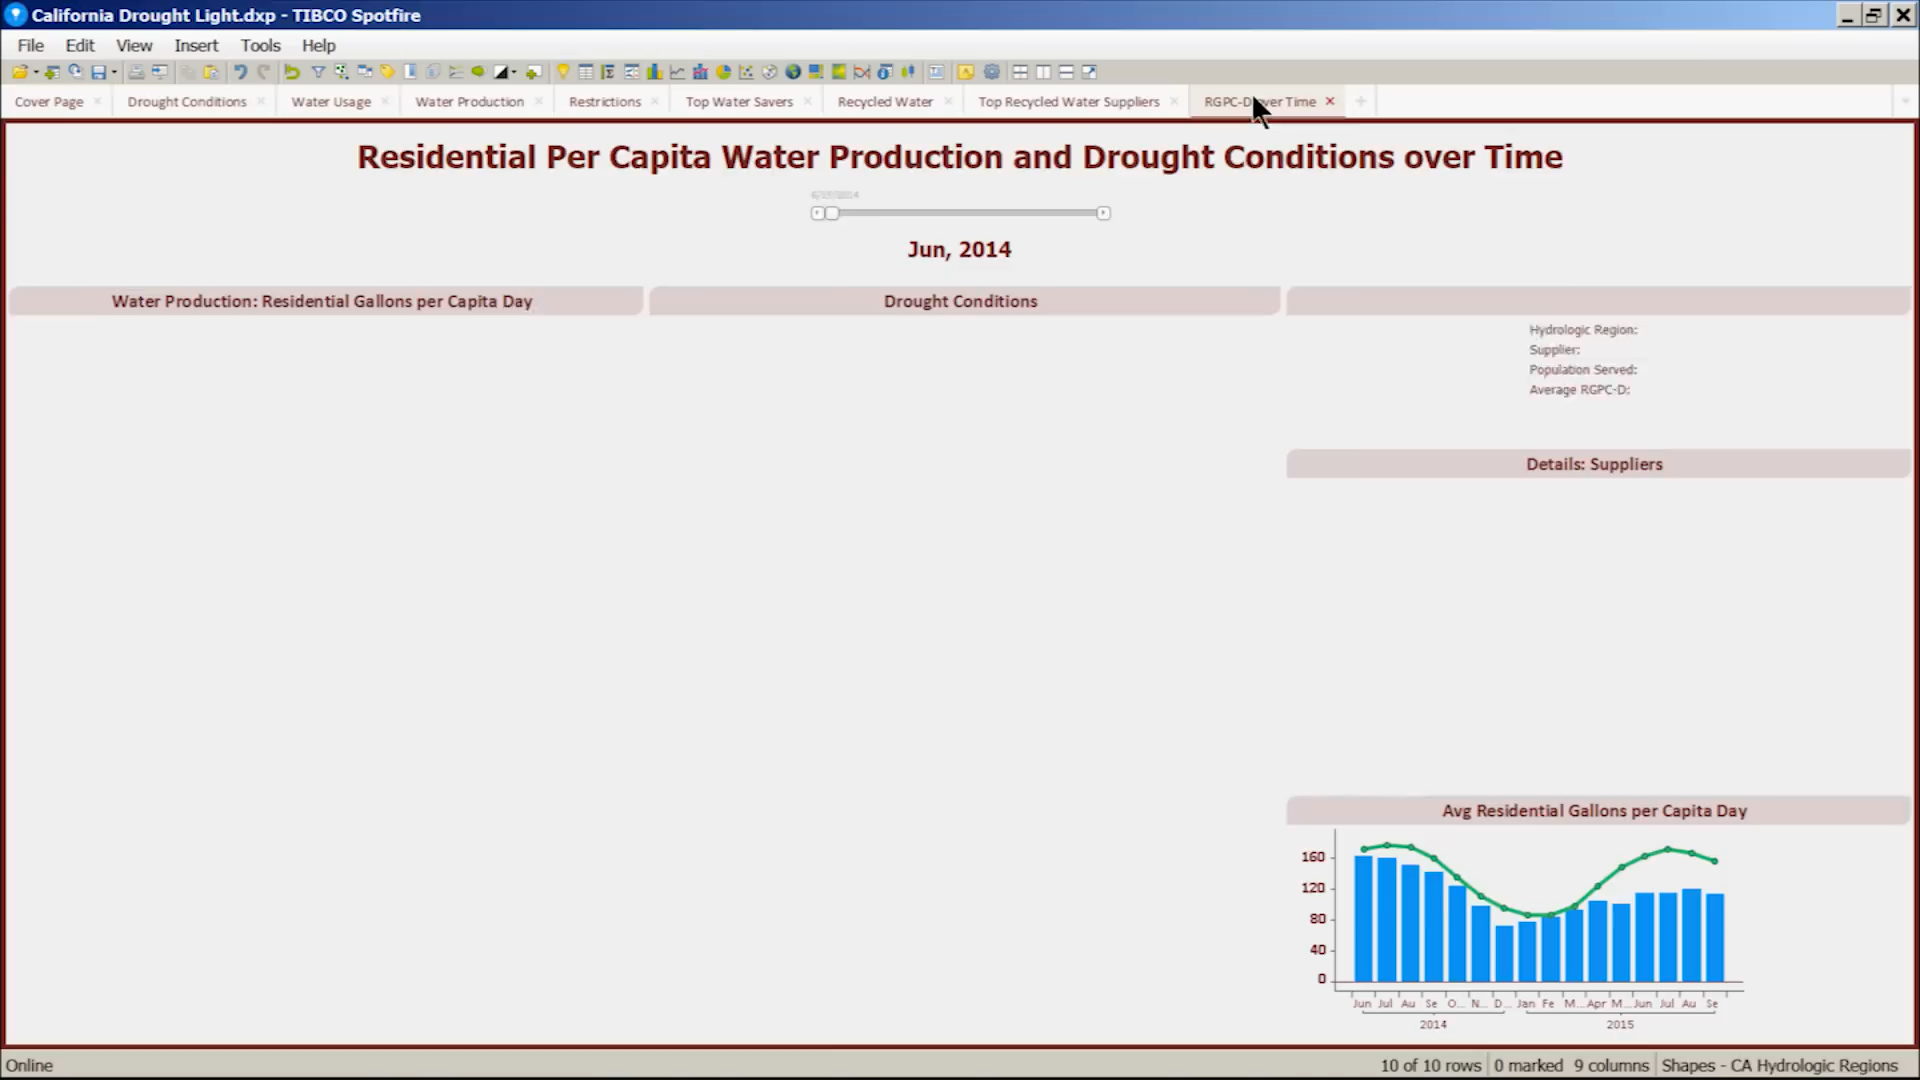 California Drought Light.dxp - TIBCO Spotfire
File Edit View Insert Tools Help
Cover Page Drought Conditions Water Usage Water Production Restrictions Top Water Savers Recycled Water Top Recycled Water Suppliers RGPC-D over Time
Residential Per Capita Water Production and Drought Conditions over Time
Jun, 2014
Water Production: Residential Gallons per Capita Day
Drought Conditions
Hydrologic Region:
Supplier:
Population Served:
Average RGPC-D:
Details: Suppliers
Avg Residential Gallons per Capita Day
160
120
80
40
0
Jun Jul Au Se O... N... D... Jan Fe M... Apr M... Jun Jul Au Se
2014 2015
Online 10 of 10 rows 0 marked 9 columns Shapes - CA Hydrologic Regions